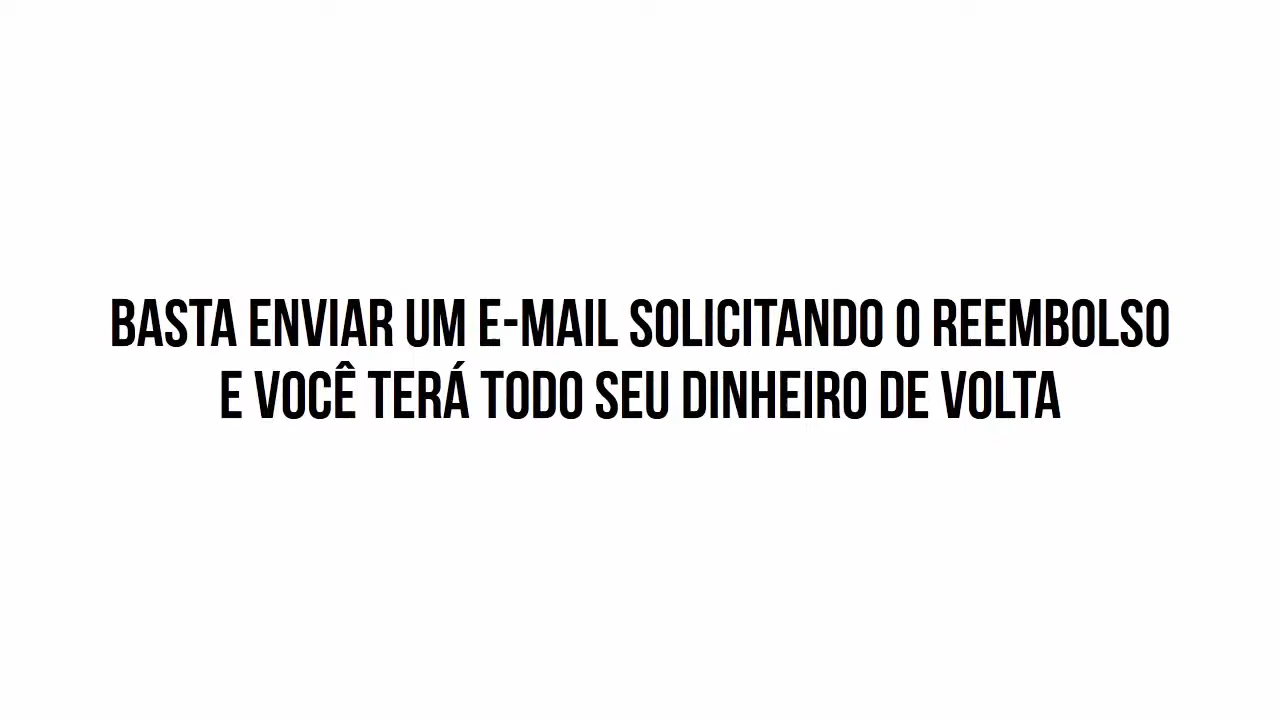 BASTA ENVIAR UM E-MAIL SOLICITANDO O REEMBOLSO
E VOCÊ TERÁ TODO SEU DINHEIRO DE VOLTA